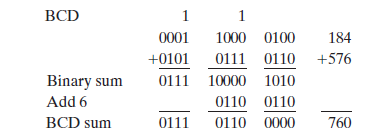 BCD 1 1
0001 1000 0100 184
+0101 0111 0110 +576
Binary sum 0111 10000 1010
Add 6 0110 0110
BCD sum 0111 0110 0000 760